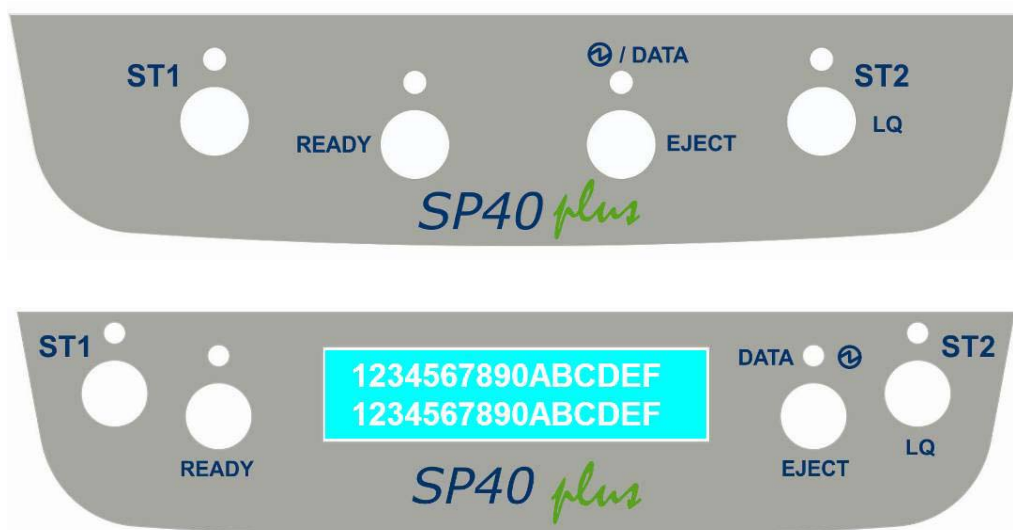 / DATA
ST1
ST2
LQ
READY
EJECT
SP40 plus
ST1
1234567890ABCDEF
1234567890ABCDEF
DATA
ST2
READY
EJECT
LQ
SP40 plus